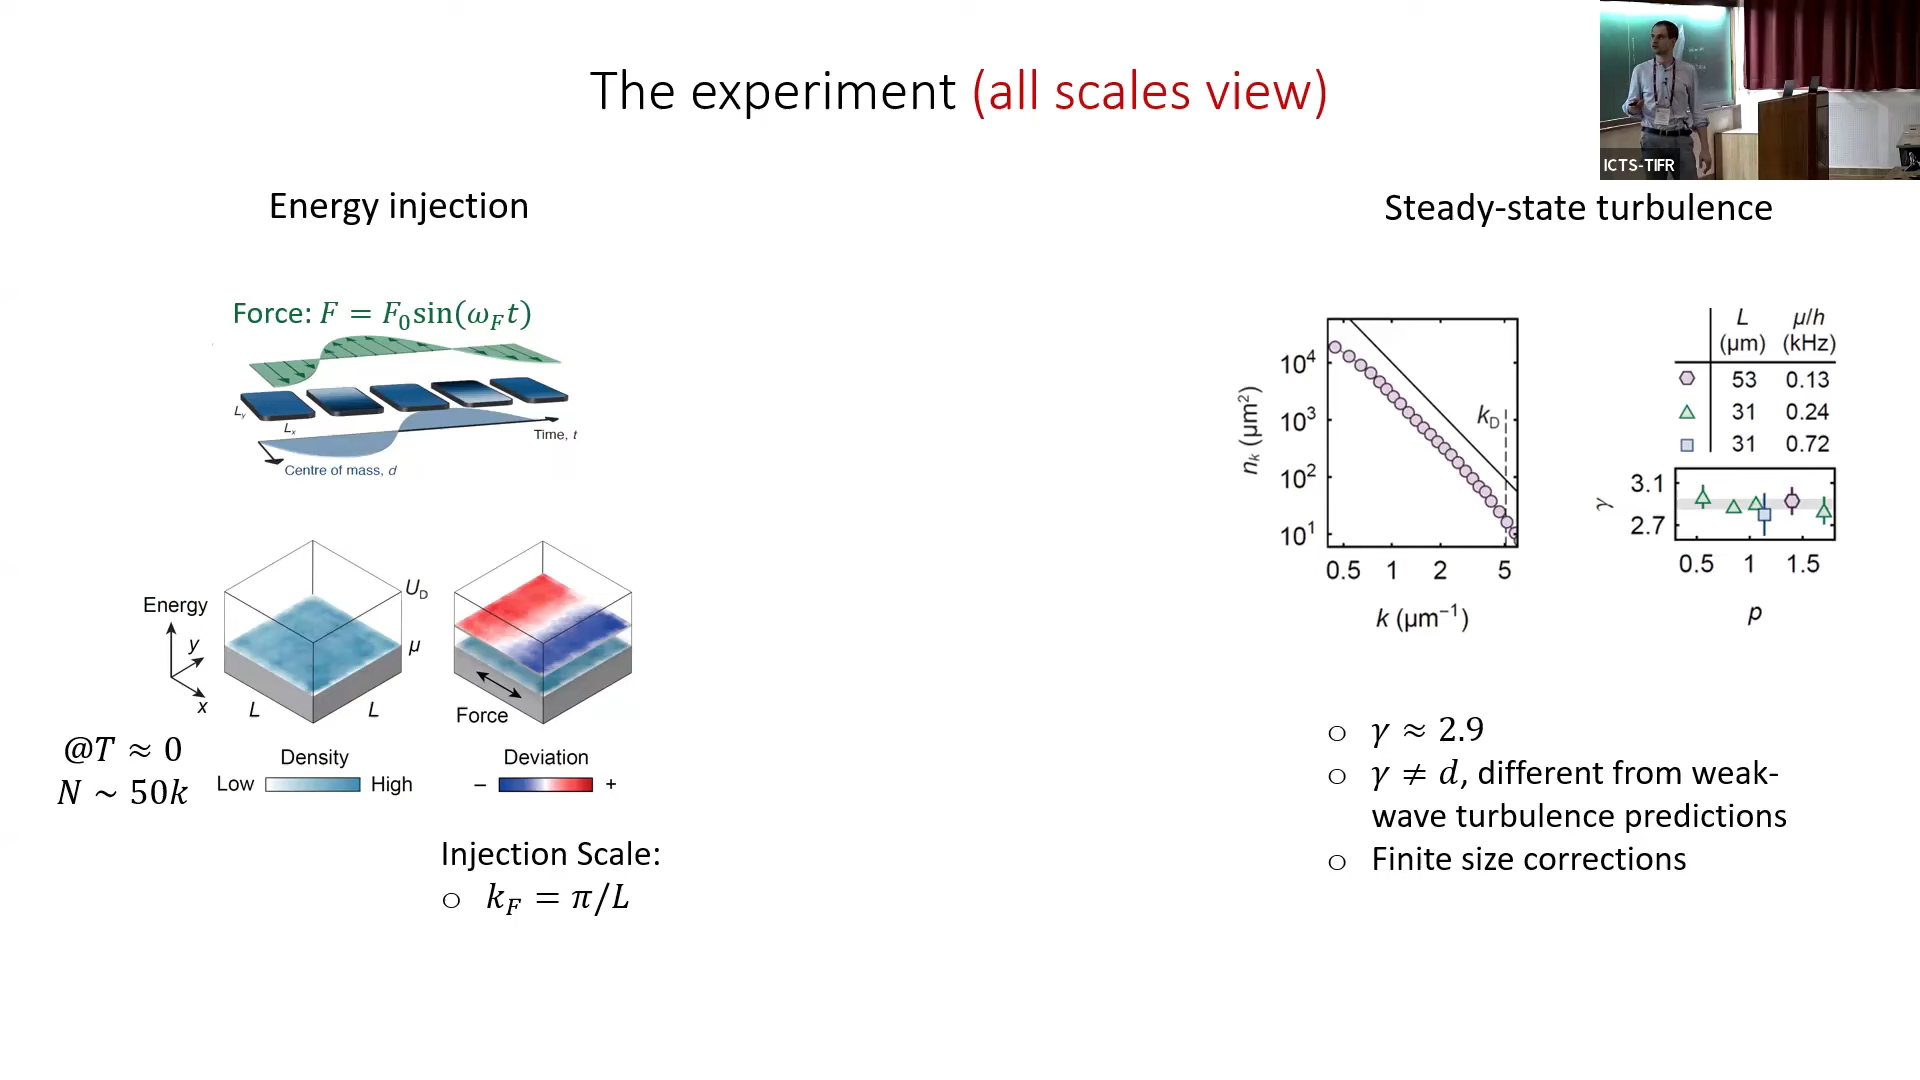 The experiment (all scales view)
ICTS-TIFR
Energy injection
Force: F = F₀sin(ω_F t)
L_y
L_x
Time, t
Centre of mass, d
Energy
y
x
L
L
U_D
μ
Force
@T ≈ 0
N ~ 50k
Density
Low High
Deviation
− +
Injection Scale:
○ k_F = π/L
Steady-state turbulence
n_k (μm²)
10⁴
10³
10²
10¹
k_D
0.5 1 2 5
k (μm⁻¹)
L μ/h
(μm) (kHz)
53 0.13
31 0.24
31 0.72
γ
3.1
2.7
0.5 1 1.5
p
○ γ ≈ 2.9
○ γ ≠ d, different from weak-
wave turbulence predictions
○ Finite size corrections